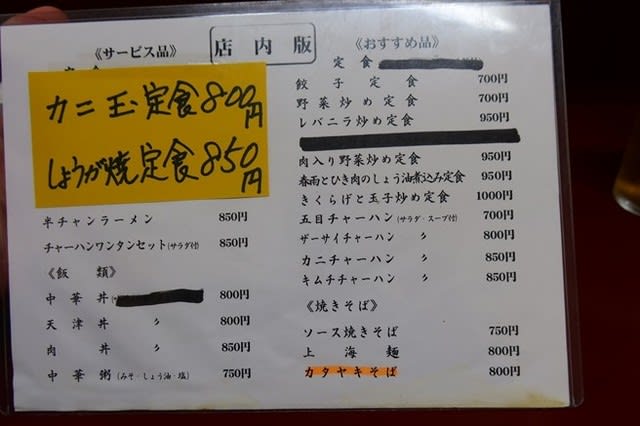 店内版
《サービス品》
カニ玉定食800円
しょうが焼定食850円
半チャンラーメン 850円
チャーハンワンタンセット(サラダ付) 850円
《飯類》
中華丼 800円
天津丼 〃 800円
肉丼 〃 850円
中華粥(みそ・しょう油・塩) 750円
《おすすめ品》
定食
餃子定食 700円
野菜炒め定食 700円
レバニラ炒め定食 950円
肉入り野菜炒め定食 950円
春雨とひき肉のしょう油煮込み定食 950円
きくらげと玉子炒め定食 1000円
五目チャーハン(サラダ・スープ付) 700円
ザーサイチャーハン 〃 800円
カニチャーハン 〃 850円
キムチチャーハン 〃 850円
《焼きそば》
ソース焼きそば 750円
上海麺 800円
カタヤキそば 800円